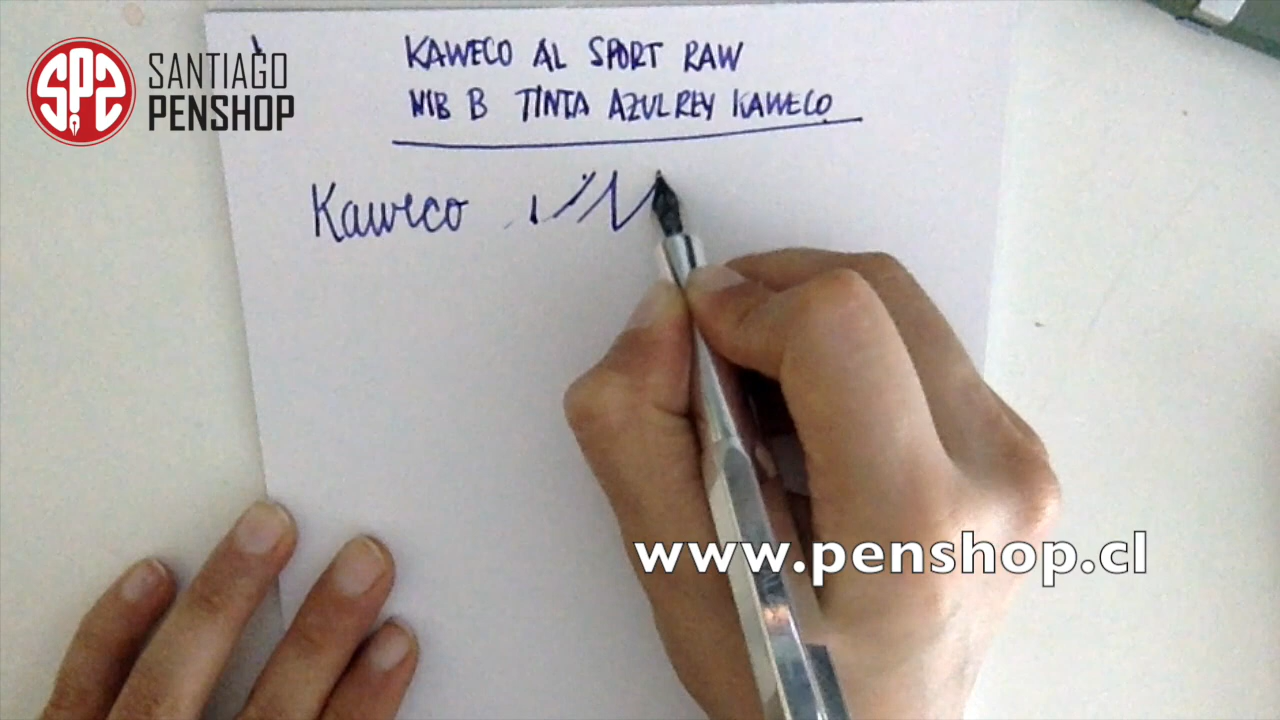 SANTIAGO
PENSHOP
KAWECO AL SPORT RAW
NIB B TINTA AZUL REY KAWECO
Kaweco
www.penshop.cl